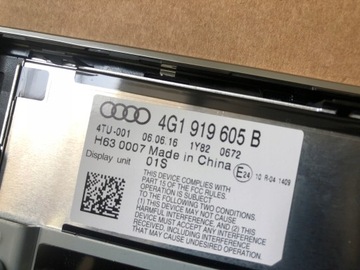 4G1 919 605 B
4TU-001 06.06.16 1Y82 0672
H63 0007 Made in China
Display unit 01S
E24 10 R-04 1409
THIS DEVICE COMPLIES WITH
PART 15 OF THE FCC RULES.
OPERATION IS SUBJECT TO THE
FOLLOWING TWO CONDITIONS:
(1) THIS DEVICE MAY NOT CAUSE
HARMFUL INTERFERENCE, AND
(2) THIS DEVICE MUST ACCEPT ANY
INTERFERENCE RECEIVED,
INCLUDING INTERFERENCE THAT
MAY CAUSE UNDESIRED OPERATION.